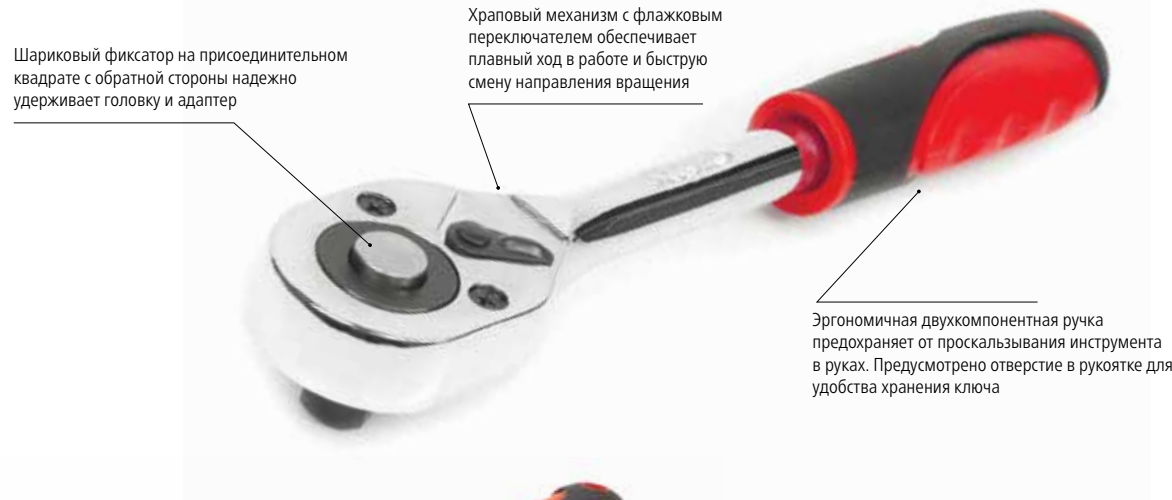 Храповый механизм с флажковым
переключателем обеспечивает
плавный ход в работе и быструю
смену направления вращения
Шариковый фиксатор на присоединительном
квадрате с обратной стороны надежно
удерживает головку и адаптер
Эргономичная двухкомпонентная ручка
предохраняет от проскальзывания инструмента
в руках. Предусмотрено отверстие в рукоятке для
удобства хранения ключа